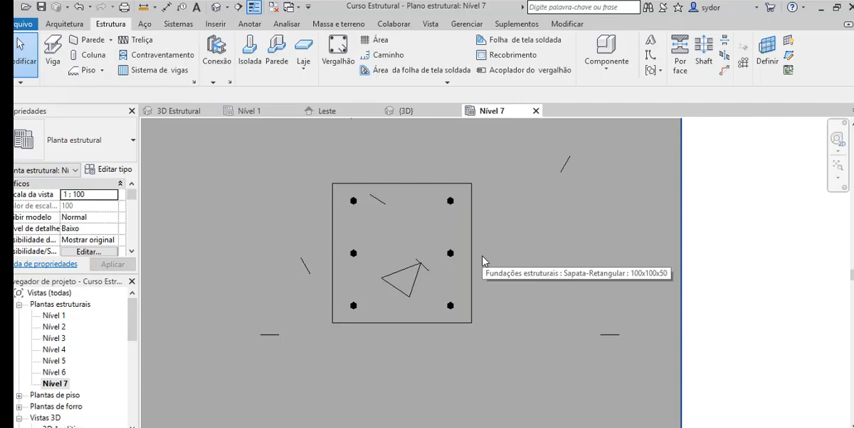 Curso Estrutural - Plano estrutural: Nível 7
Digite palavra-chave ou frase
sydor
quivo Arquitetura Estrutura Aço Sistemas Inserir Anotar Analisar Massa e terreno Colaborar Vista Gerenciar Suplementos Modificar
Parede Treliça Área Folha de tela soldada
Coluna Contraventamento Caminho Recobrimento
Piso Sistema de vigas Área da folha de tela soldada Acoplador do vergalhão
dificar Viga Conexão Isolada Parede Laje Vergalhão Componente Por face Shaft Definir
riedades 3D Estrutural Nível 1 Leste {3D} Nível 7
Planta estrutural
nta estrutural: Ní Editar tipo
ficos
cala da vista 1 : 100
lor de escal... 100
ibir modelo Normal
vel de detalhe Baixo
sibilidade d... Mostrar original
sibilidade/S... Editar...
da de propriedades Aplicar
vegador de projeto - Curso Estr...
Vistas (todas)
Plantas estruturais
Nível 1
Nível 2
Nível 3
Nível 4
Nível 5
Nível 6
Nível 7
Plantas de piso
Plantas de forro
Vistas 3D
Fundações estruturais : Sapata-Retangular : 100x100x50